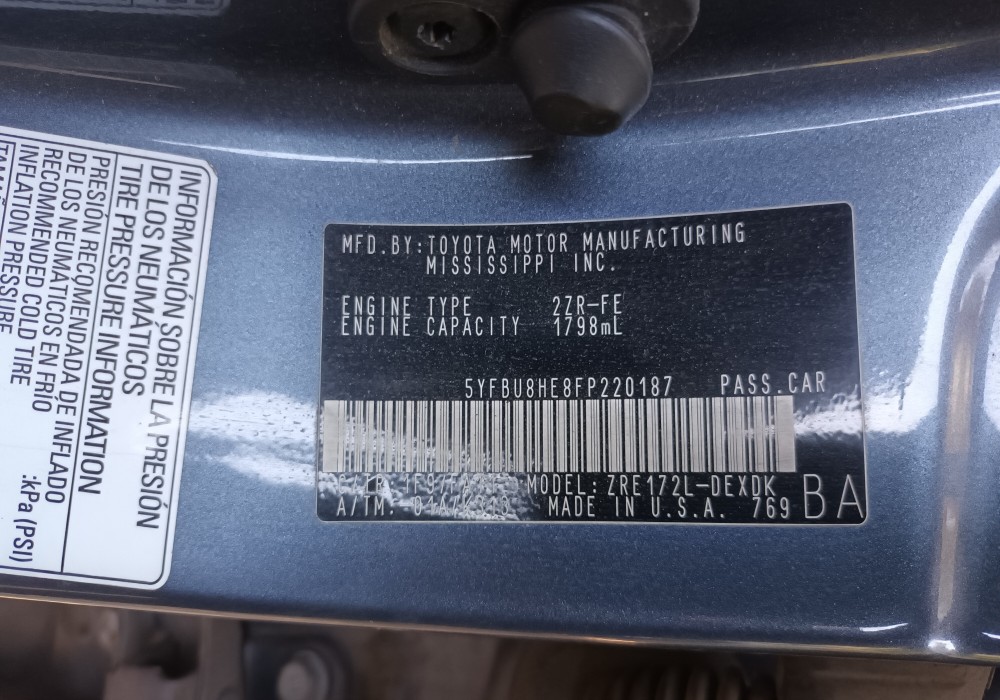 INFORMACIÓN SOBRE LA PRESIÓN
DE LOS NEUMÁTICOS
TIRE PRESSURE INFORMATION
PRESIÓN RECOMENDADA DE INFLADO
DE LOS NEUMÁTICOS EN FRÍO
RECOMMENDED COLD TIRE
INFLATION PRESSURE :kPa (PSI)
MFD.BY:TOYOTA MOTOR MANUFACTURING
MISSISSIPPI INC.
ENGINE TYPE 2ZR-FE
ENGINE CAPACITY 1798mL
5YFBU8HE8FP220187 PASS.CAR
C/TR: 1F9/ MODEL: ZRE172L-DEXDK
A/TM: MADE IN U.S.A. 769 BA